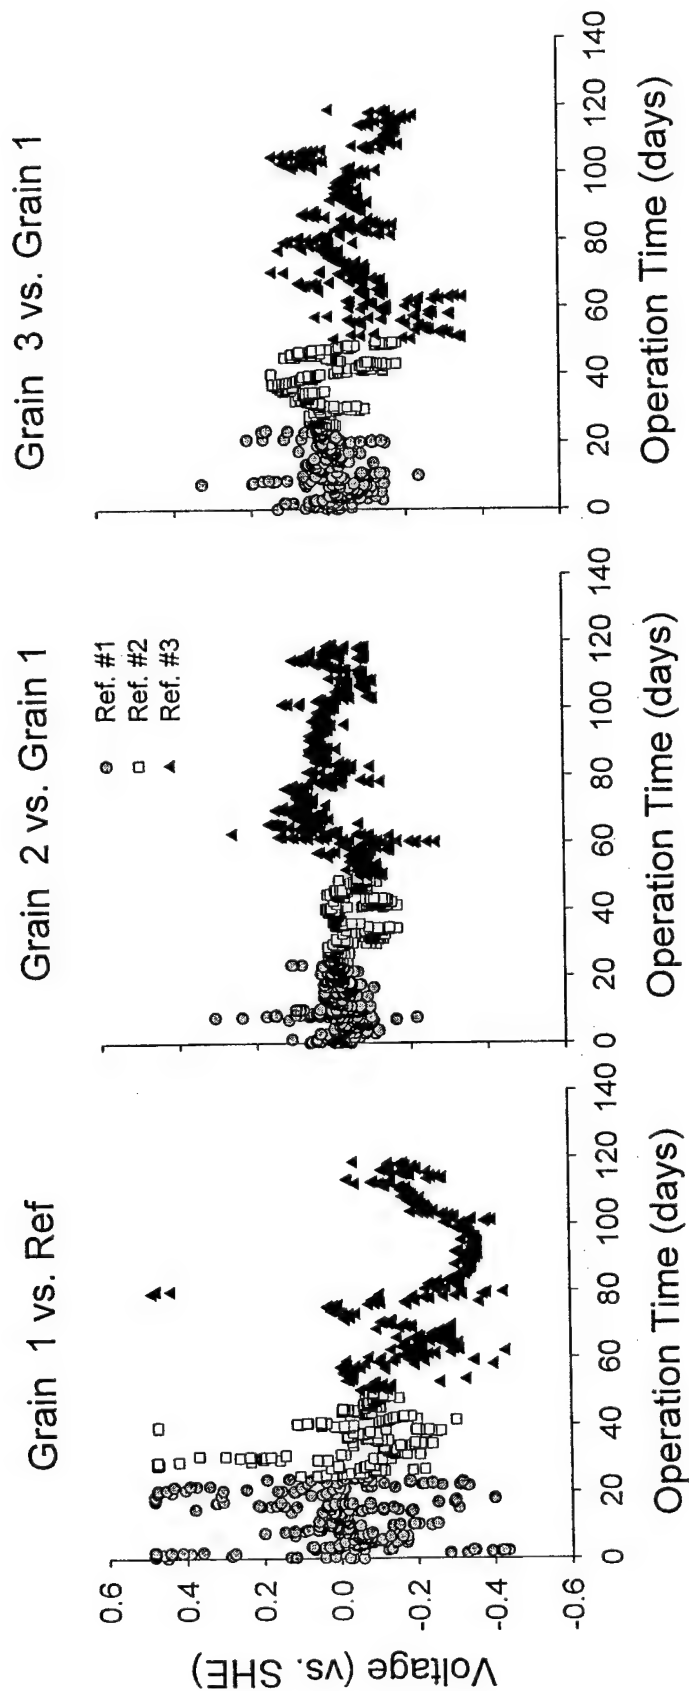 Grain 1 vs. Ref
Grain 2 vs. Grain 1
Grain 3 vs. Grain 1
Voltage (vs. SHE)
0.6
0.4
0.2
0.0
-0.2
-0.4
-0.6
Ref. #1
Ref. #2
Ref. #3
0 20 40 60 80 100 120 140
0 20 40 60 80 100 120 140
0 20 40 60 80 100 120 140
Operation Time (days)
Operation Time (days)
Operation Time (days)